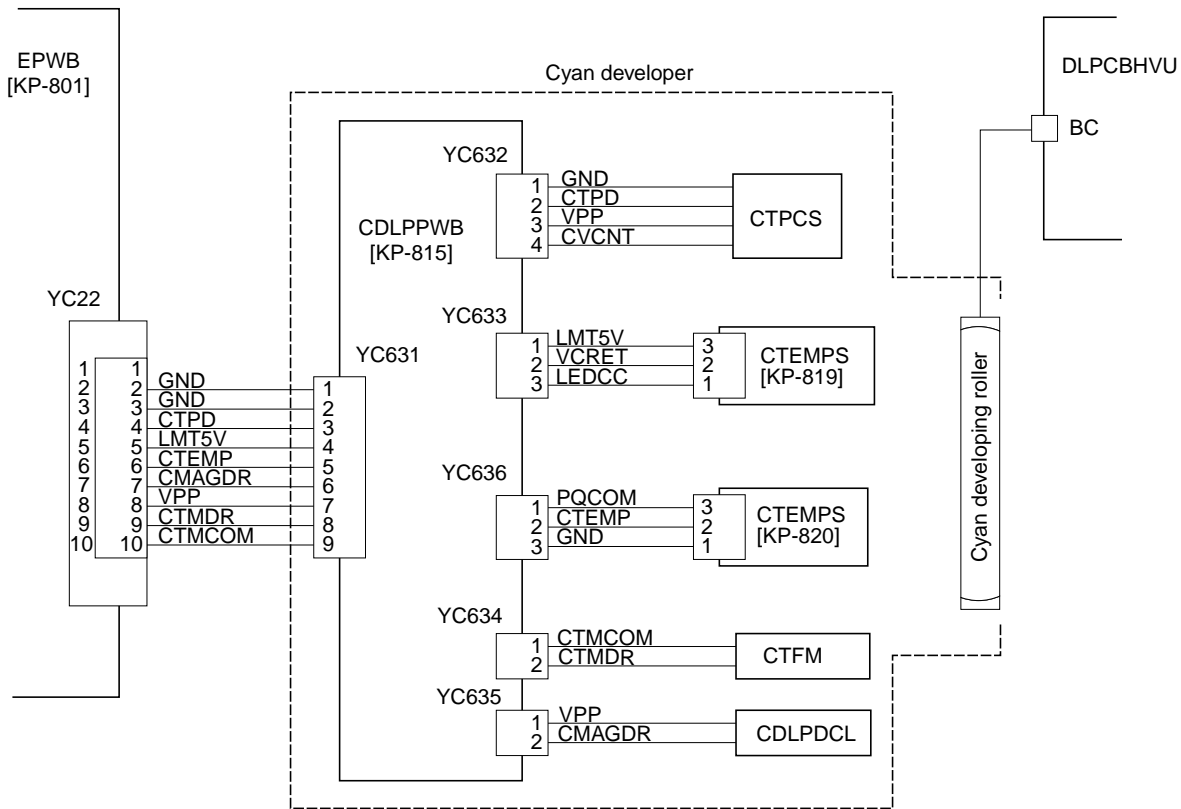 EPWB
[KP-801]
Cyan developer
DLPCBHVU
BC
YC22
1 1
2 2 GND
3 3 GND
4 4 CTPD
5 5 LMT5V
6 6 CTEMP
7 7 CMAGDR
8 8 VPP
9 9 CTMDR
10 10 CTMCOM
YC631
1
2
3
4
5
6
7
8
9
CDLPPWB
[KP-815]
YC632
1 GND
2 CTPD
3 VPP
4 CVCNT
CTPCS
YC633
1 LMT5V 3
2 VCRET 2
3 LEDCC 1
CTEMPS
[KP-819]
YC636
1 PQCOM 3
2 CTEMP 2
3 GND 1
CTEMPS
[KP-820]
YC634
1 CTMCOM
2 CTMDR
CTFM
YC635
1 VPP
2 CMAGDR
CDLPDCL
Cyan developing roller